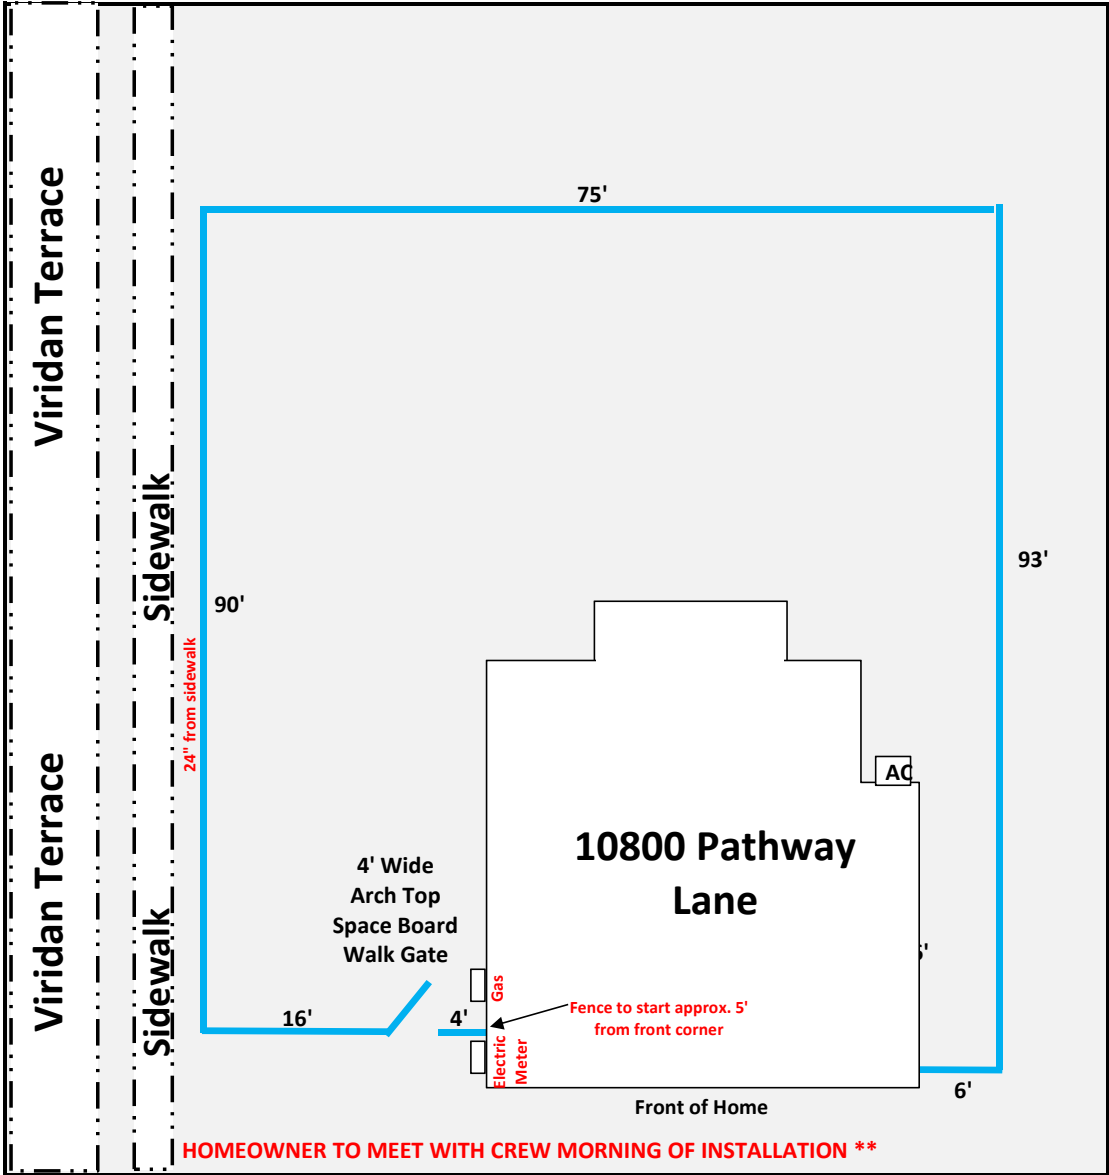 75'
Viridan Terrace
Sidewalk
93'
90'
24" from sidewalk
Viridan Terrace
Sidewalk
AC
10800 Pathway
Lane
4' Wide
Arch Top
Space Board
Walk Gate
Gas
16'
4'
Fence to start approx. 5'
from front corner
Electric
Meter
6'
Front of Home
HOMEOWNER TO MEET WITH CREW MORNING OF INSTALLATION **